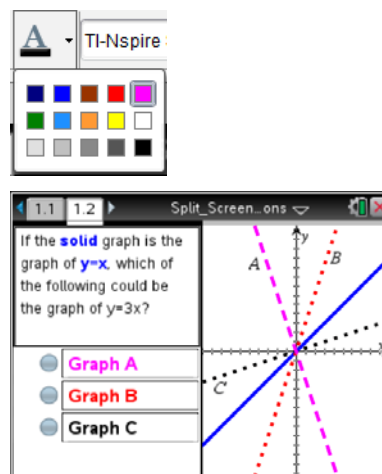 A TI-Nspire
1.1 1.2 Split_Screen...ons
If the solid graph is the
graph of y=x, which of
the following could be
the graph of y=3x?
Graph A
Graph B
Graph C
y
A
B
C